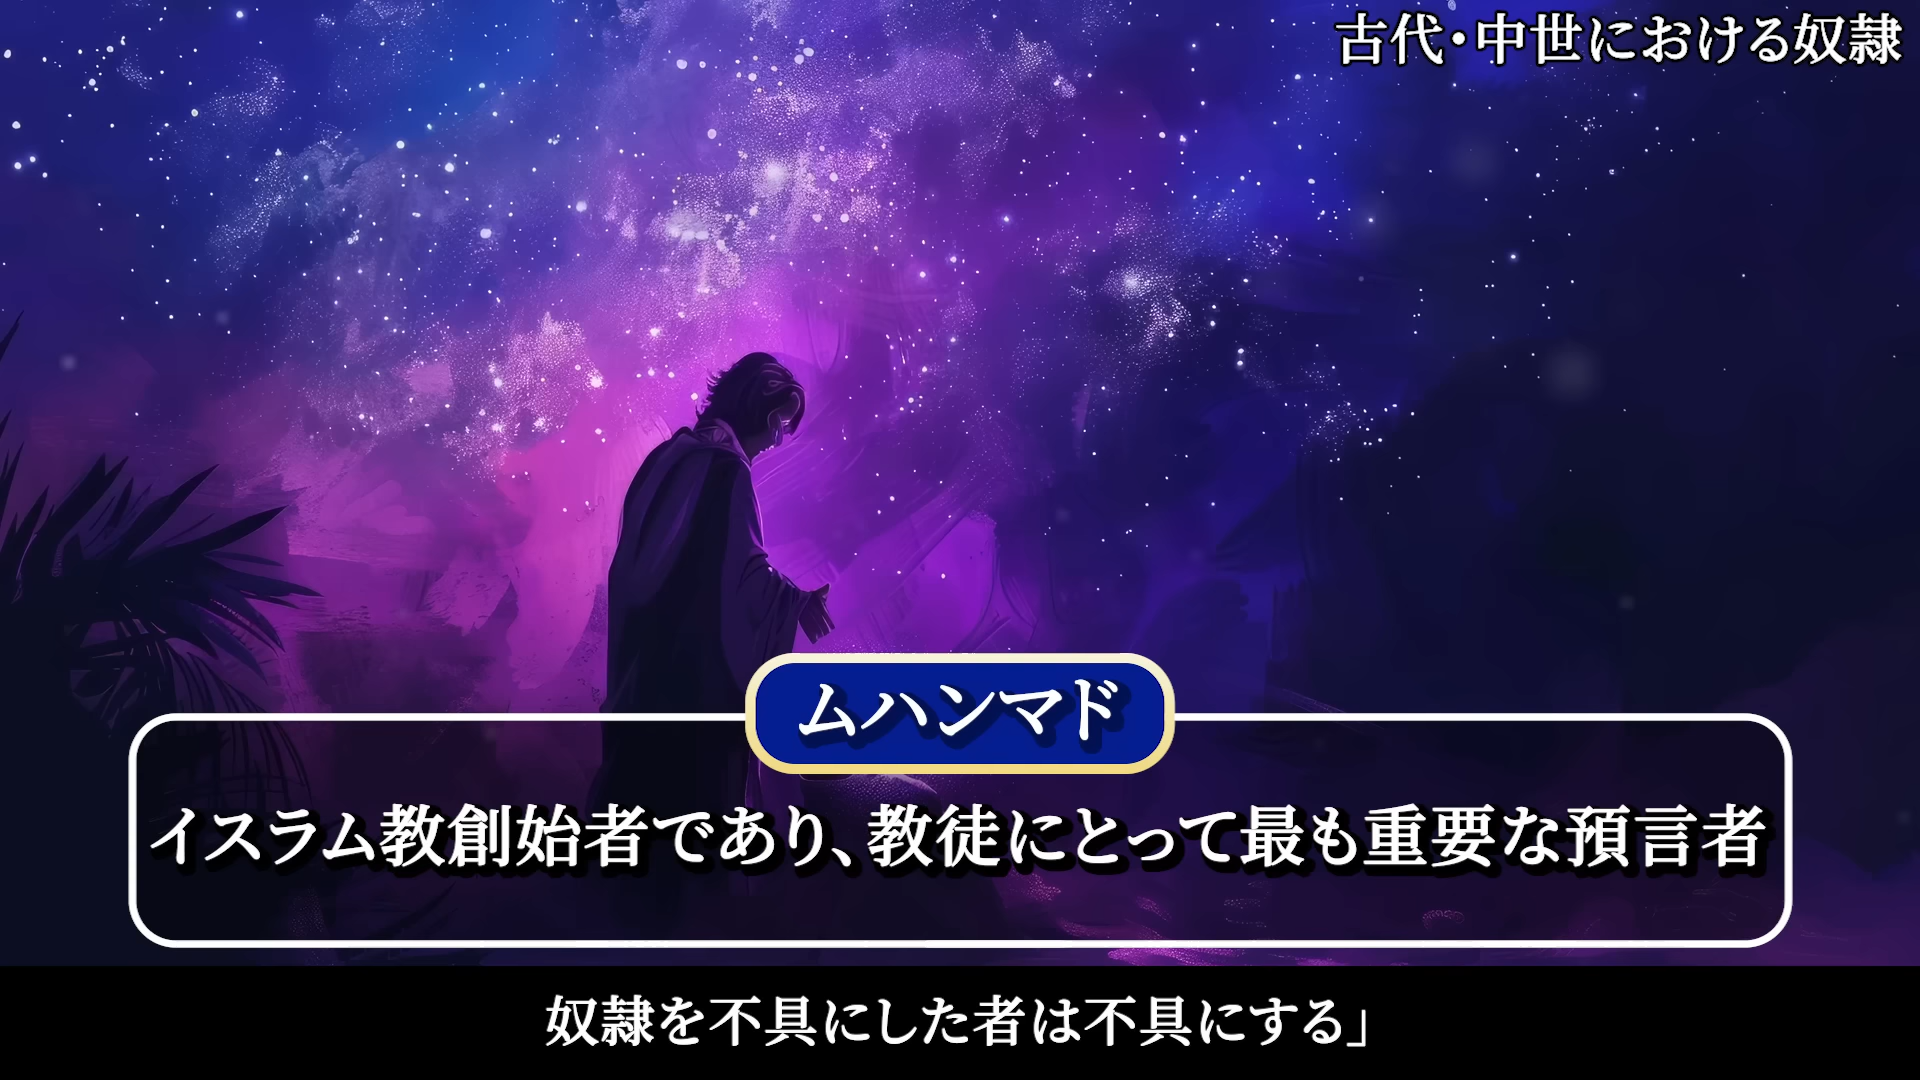 古代・中世における奴隷
ムハンマド
イスラム教創始者であり、教徒にとって最も重要な預言者
奴隷を不具にした者は不具にする」